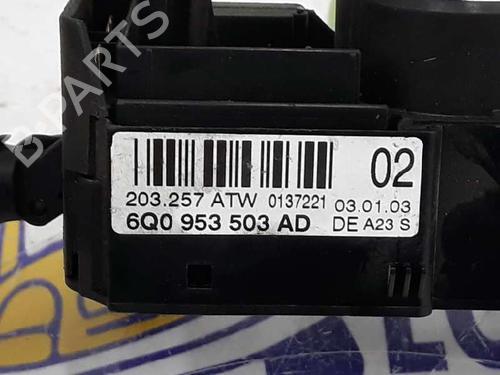 B-PARTS
02
203.257 ATW 0137221 03.01.03
6Q0 953 503 AD DE A23 S